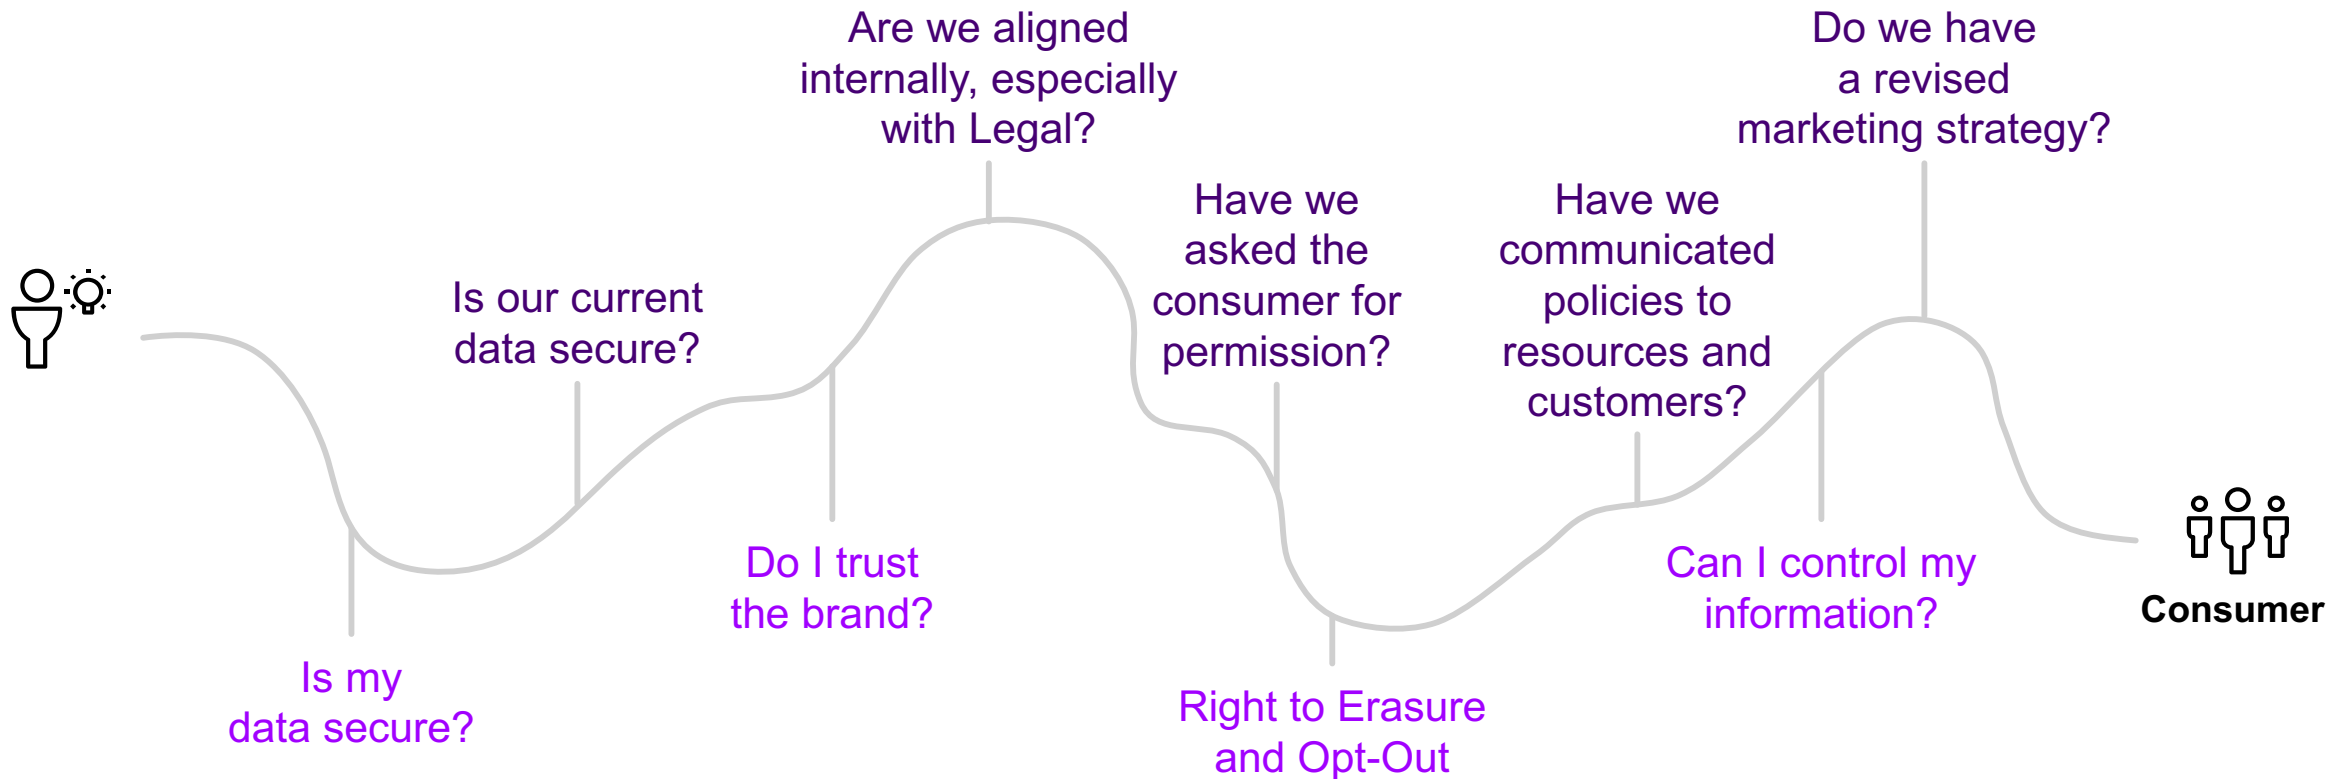 Are we aligned
internally, especially
with Legal?
Do we have
a revised
marketing strategy?
Have we
asked the
consumer for
permission?
Have we
communicated
policies to
resources and
customers?
Is our current
data secure?
Do I trust
the brand?
Can I control my
information?
Consumer
Is my
data secure?
Right to Erasure
and Opt-Out